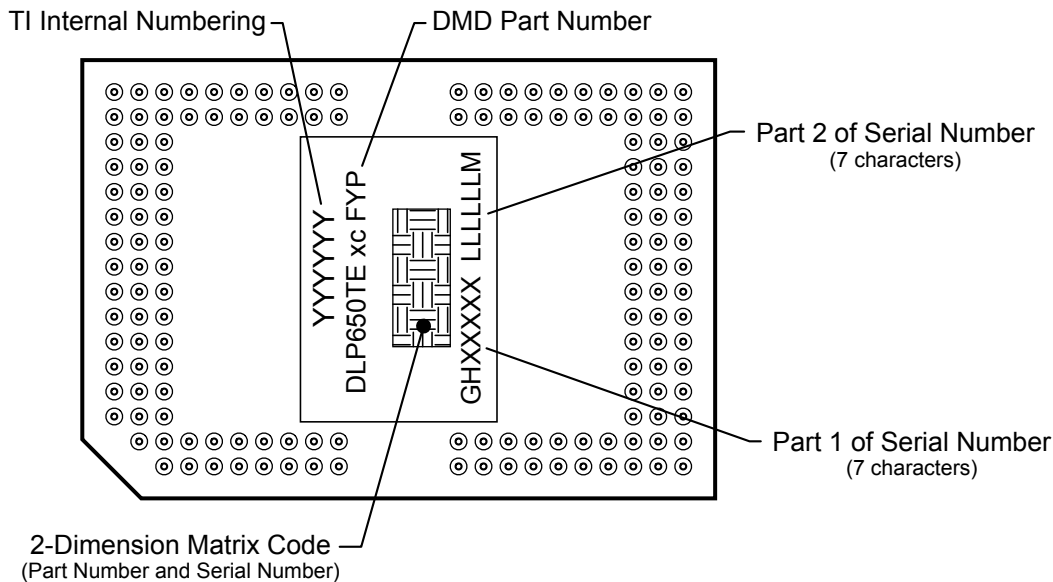 TI Internal Numbering
DMD Part Number
Part 2 of Serial Number
(7 characters)
YYYYYYY
DLP650TE xc FYP
GHXXXXX LLLLLLM
Part 1 of Serial Number
(7 characters)
2-Dimension Matrix Code
(Part Number and Serial Number)